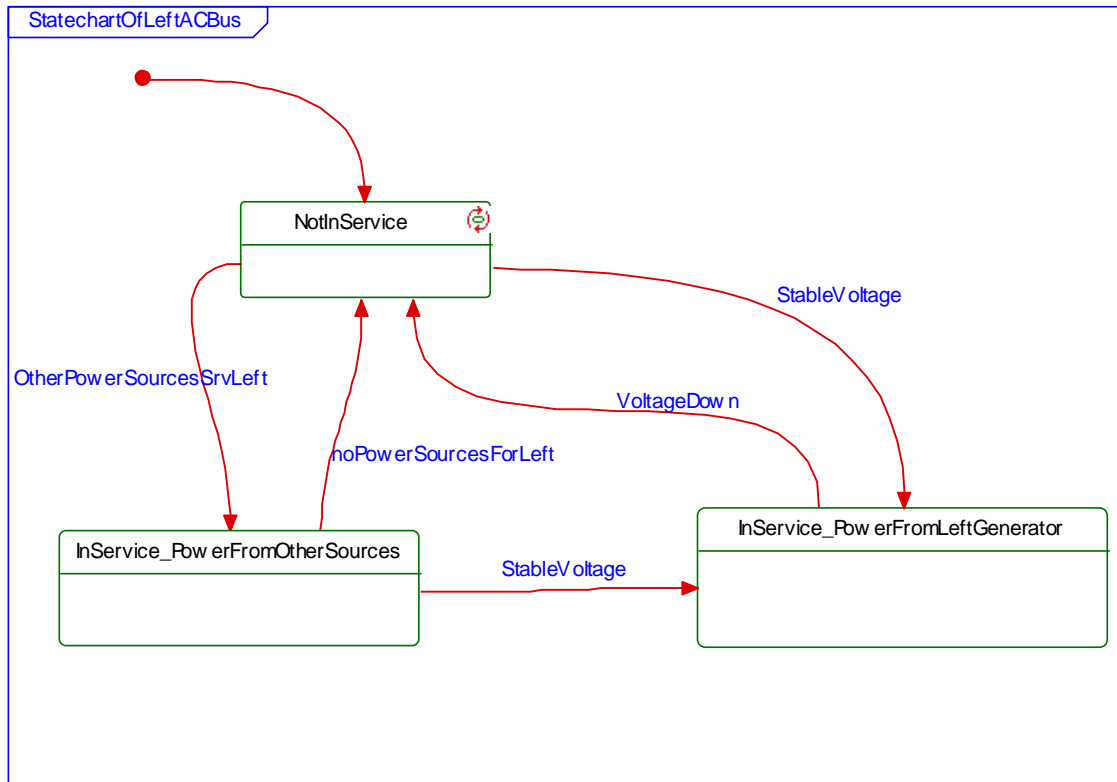 StatechartOfLeftACBus
NotInService
StableVoltage
OtherPowerSourcesSrvLeft
VoltageDown
noPowerSourcesForLeft
InService_PowerFromLeftGenerator
InService_PowerFromOtherSources
StableVoltage